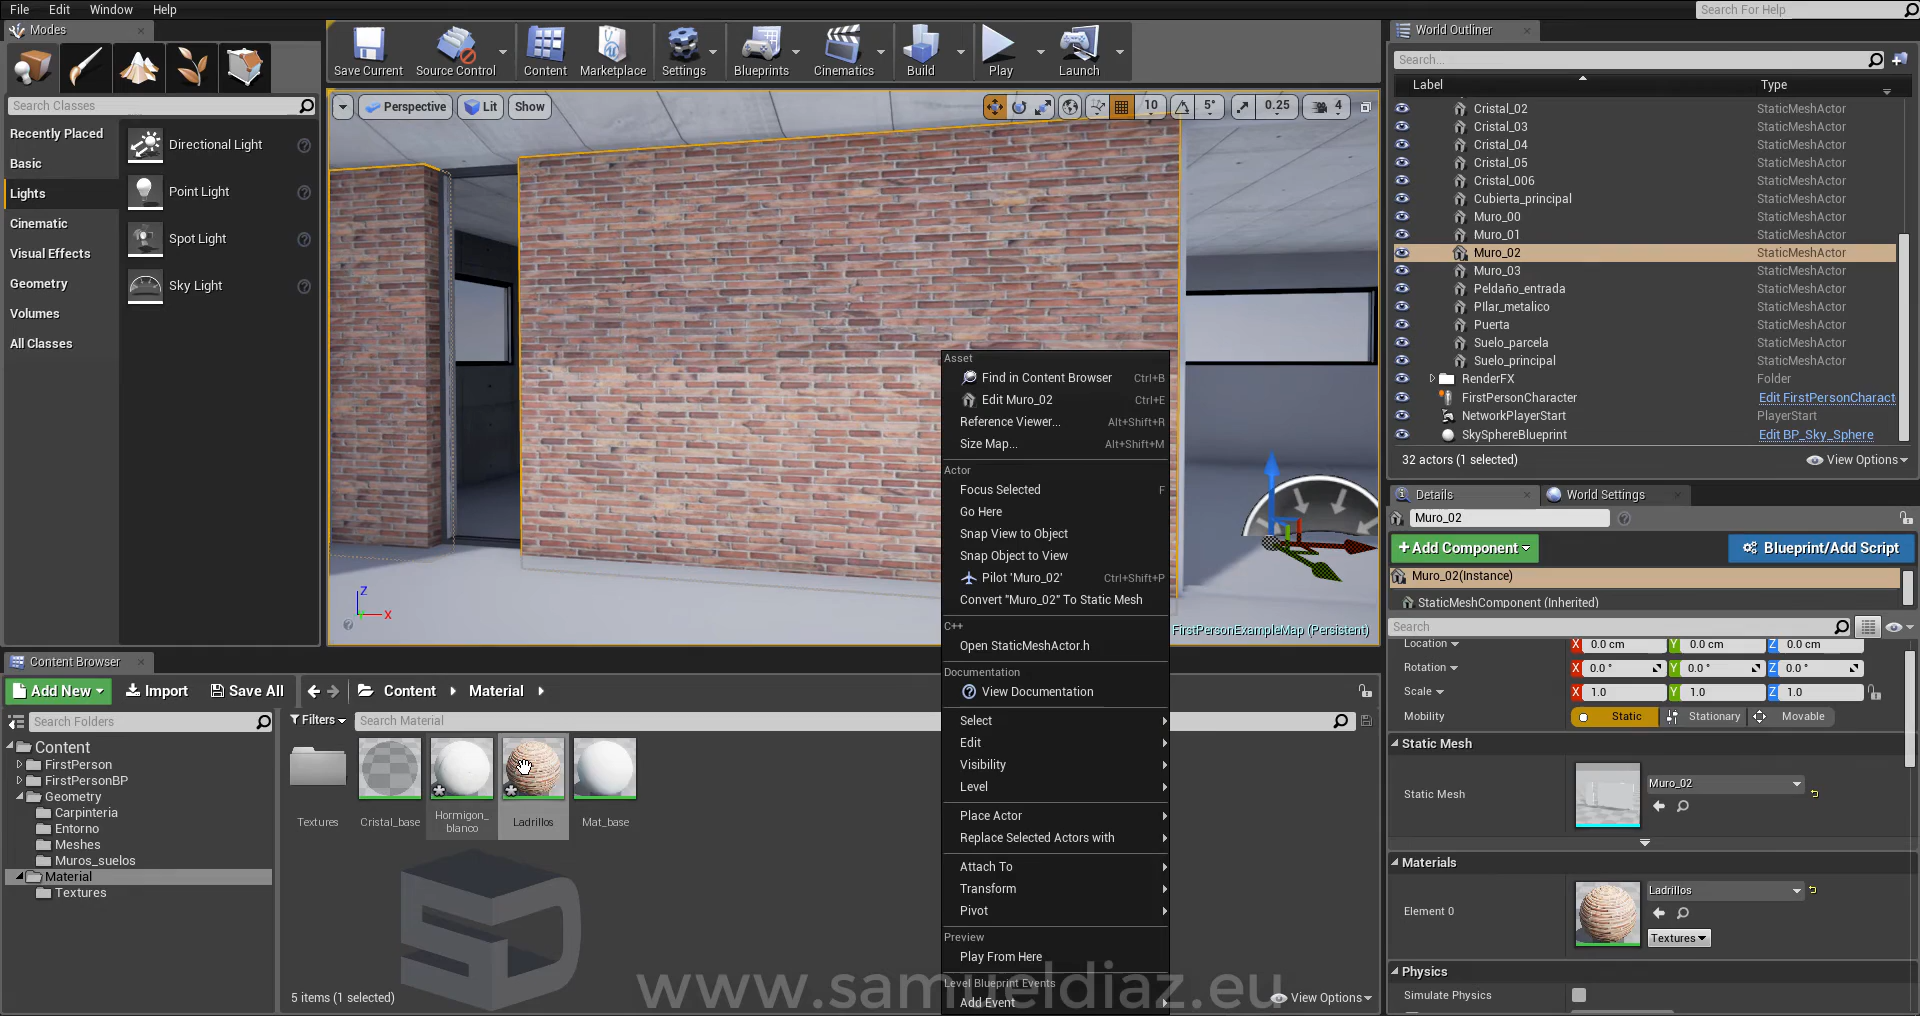 File Edit Window Help
Search For Help
Modes
World Outliner
Save Current Source Control Content Marketplace Settings Blueprints Cinematics Build Play Launch
Search...
Label Type
Search Classes
Perspective Lit Show 10 5° 0.25 4
Recently Placed
Basic
Lights
Cinematic
Visual Effects
Geometry
Volumes
All Classes
Directional Light
Point Light
Spot Light
Sky Light
Cristal_02 StaticMeshActor
Cristal_03 StaticMeshActor
Cristal_04 StaticMeshActor
Cristal_05 StaticMeshActor
Cristal_006 StaticMeshActor
Cubierta_principal StaticMeshActor
Muro_00 StaticMeshActor
Muro_01 StaticMeshActor
Muro_02 StaticMeshActor
Muro_03 StaticMeshActor
Peldaño_entrada StaticMeshActor
PIlar_metalico StaticMeshActor
Puerta StaticMeshActor
Suelo_parcela StaticMeshActor
Suelo_principal StaticMeshActor
RenderFX Folder
FirstPersonCharacter Edit FirstPersonCharact
NetworkPlayerStart PlayerStart
SkySphereBlueprint Edit BP_Sky_Sphere
32 actors (1 selected) View Options
Asset
Find in Content Browser Ctrl+B
Edit Muro_02 Ctrl+E
Reference Viewer... Alt+Shift+R
Size Map... Alt+Shift+M
Actor
Focus Selected F
Go Here
Snap View to Object
Snap Object to View
Pilot 'Muro_02' Ctrl+Shift+P
Convert "Muro_02" To Static Mesh
C++
Open StaticMeshActor.h
Documentation
View Documentation
Select
Edit
Visibility
Level
Place Actor
Replace Selected Actors with
Attach To
Transform
Pivot
Preview
Play From Here
Level Blueprint Events
Add Event
Z
X
FirstPersonExampleMap (Persistent)
Details World Settings
Muro_02
+Add Component Blueprint/Add Script
Muro_02(Instance)
StaticMeshComponent (Inherited)
Search
Location X 0.0 cm Y 0.0 cm Z 0.0 cm
Rotation X 0.0 ° Y 0.0 ° Z 0.0 °
Scale X 1.0 Y 1.0 Z 1.0
Mobility Static Stationary Movable
Static Mesh
Static Mesh Muro_02
Materials
Element 0 Ladrillos
Textures
Physics
Simulate Physics
Content Browser
Add New Import Save All Content Material
Search Folders
Filters Search Material
Content
FirstPerson
FirstPersonBP
Geometry
Carpinteria
Entorno
Meshes
Muros_suelos
Material
Textures
Textures Cristal_base Hormigon_
blanco Ladrillos Mat_base
SD
5 items (1 selected) View Options
www.samueldiaz.eu